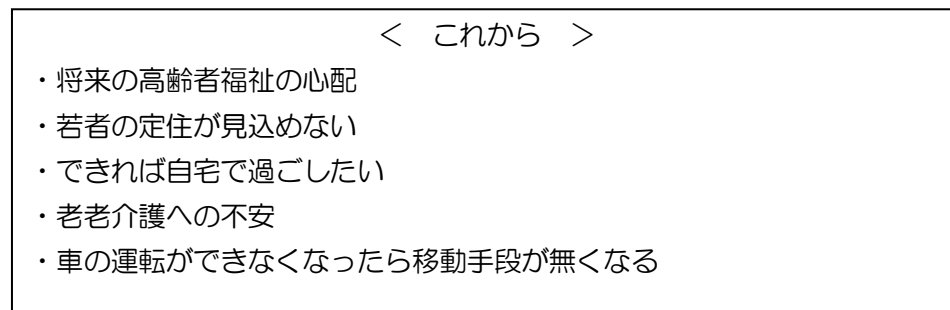 ＜　これから　＞
・将来の高齢者福祉の心配
・若者の定住が見込めない
・できれば自宅で過ごしたい
・老老介護への不安
・車の運転ができなくなったら移動手段が無くなる